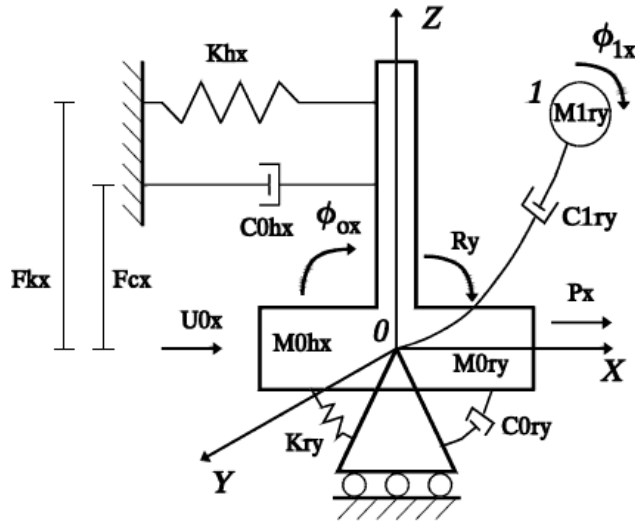 Z
Khx
ϕ1x
1
M1ry
C0hx
C1ry
ϕox
Ry
Fkx
Fcx
Px
U0x
0
M0hx
M0ry
X
Kry
C0ry
Y